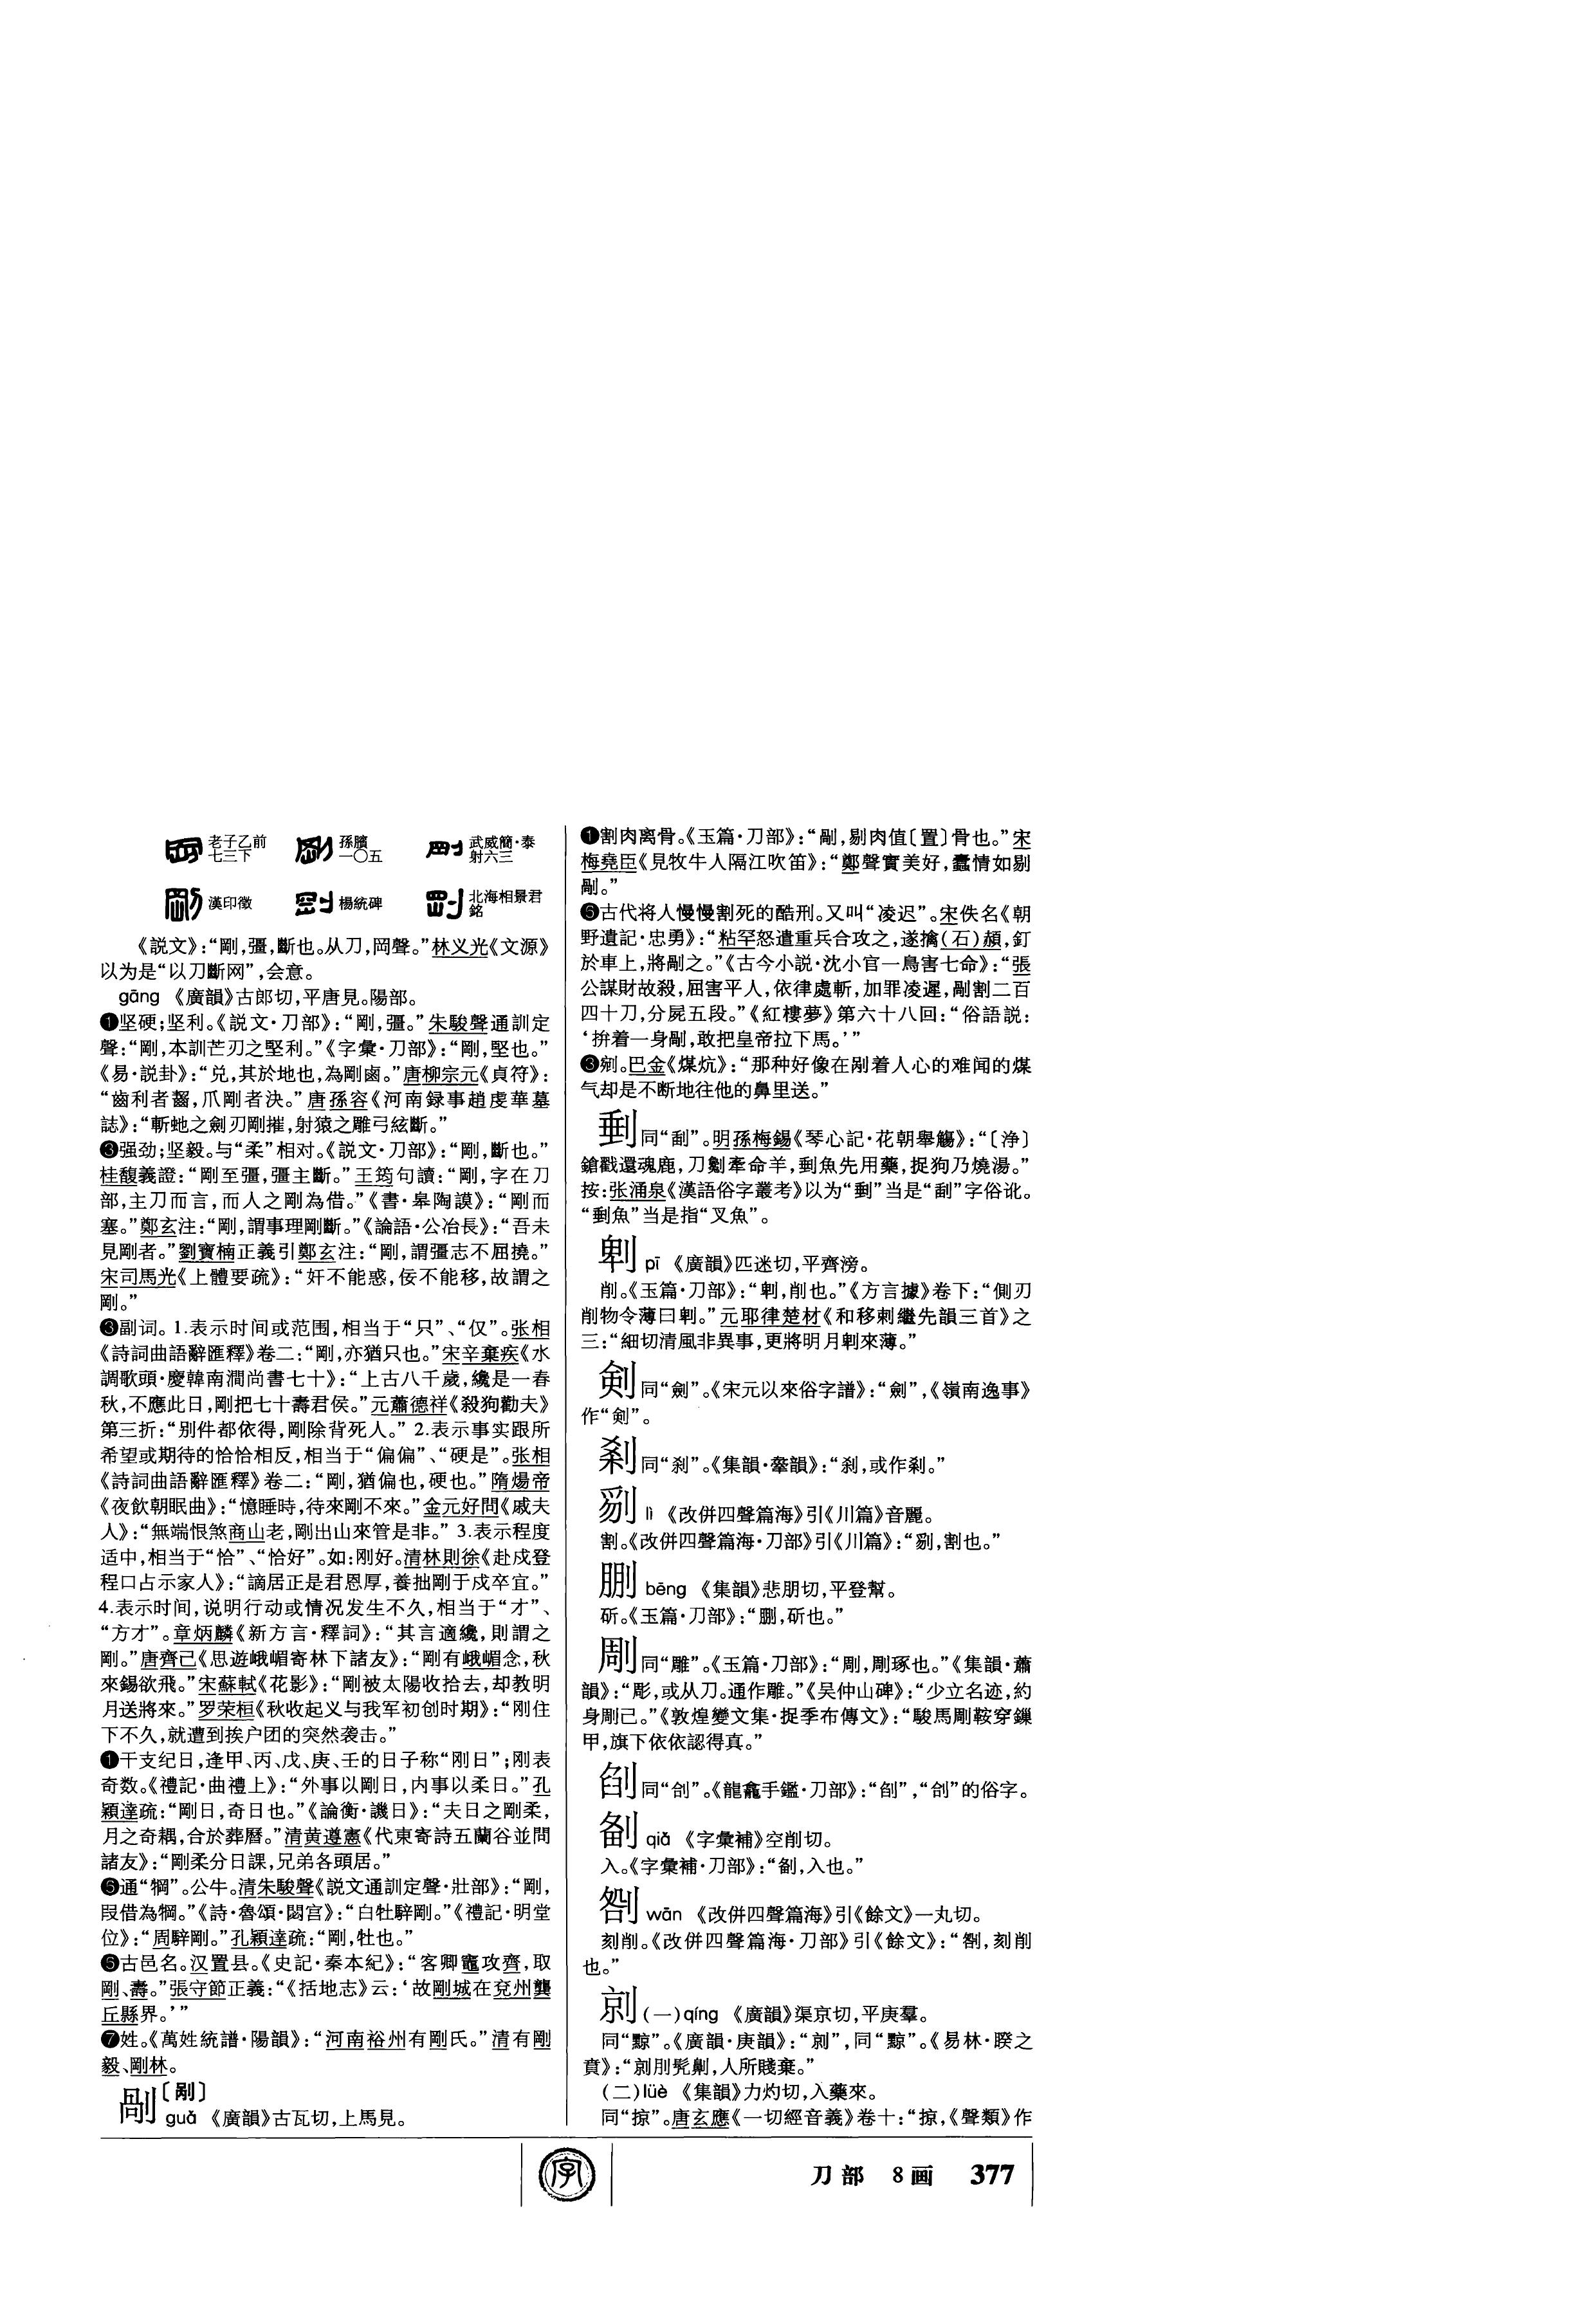 老子乙前
七三下
孫臏
一〇五
武威簡·泰
射六三
漢印徵
楊統碑
北海相景君
銘
《説文》：“剛，彊，斷也。从刀，岡聲。”林义光《文源》
以为是“以刀斷网”，会意。
gāng 《廣韻》古郎切，平唐見。陽部。
❶坚硬；坚利。《説文·刀部》：“剛，彊。”朱駿聲通訓定
聲：“剛，本訓芒刃之堅利。”《字彙·刀部》：“剛，堅也。”
《易·説卦》：“兑，其於地也，為剛鹵。”唐柳宗元《貞符》：
“齒利者齧，爪剛者決。”唐孫容《河南録事趙虔華墓
誌》：“斬虵之劍刃剛摧，射猿之雕弓絃斷。”
❸强劲；坚毅。与“柔”相对。《説文·刀部》：“剛，斷也。”
桂馥義證：“剛至彊，彊主斷。”王筠句讀：“剛，字在刀
部，主刀而言，而人之剛為借。”《書·皋陶謨》：“剛而
塞。”鄭玄注：“剛，謂事理剛斷。”《論語·公冶長》：“吾未
見剛者。”劉寶楠正義引鄭玄注：“剛，謂彊志不屈撓。”
宋司馬光《上體要疏》：“奸不能惑，佞不能移，故謂之
剛。”
❸副词。1.表示时间或范围，相当于“只”、“仅”。张相
《詩詞曲語辭匯釋》卷二：“剛，亦猶只也。”宋辛棄疾《水
調歌頭·慶韓南澗尚書七十》：“上古八千歲，纔是一春
秋，不應此日，剛把七十壽君侯。”元蕭德祥《殺狗勸夫》
第三折：“别件都依得，剛除背死人。”2.表示事实跟所
希望或期待的恰恰相反，相当于“偏偏”、“硬是”。张相
《詩詞曲語辭匯釋》卷二：“剛，猶偏也，硬也。”隋煬帝
《夜飲朝眠曲》：“憶睡時，待來剛不來。”金元好問《戚夫
人》：“無端恨煞商山老，剛出山來管是非。”3.表示程度
适中，相当于“恰”、“恰好”。如：刚好。清林則徐《赴戍登
程口占示家人》：“謫居正是君恩厚，養拙剛于戍卒宜。”
4.表示时间，说明行动或情况发生不久，相当于“才”、
“方才”。章炳麟《新方言·釋詞》：“其言適纔，則謂之
剛。”唐齊己《思遊峨嵋寄林下諸友》：“剛有峨嵋念，秋
來錫欲飛。”宋蘇軾《花影》：“剛被太陽收拾去，却教明
月送將來。”罗荣桓《秋收起义与我军初创时期》：“刚住
下不久，就遭到挨户团的突然袭击。”
❶干支纪日，逢甲、丙、戊、庚、壬的日子称“刚日”；刚表
奇数。《禮記·曲禮上》：“外事以剛日，内事以柔日。”孔
穎達疏：“剛日，奇日也。”《論衡·譏日》：“夫日之剛柔，
月之奇耦，合於葬曆。”清黄遵憲《代柬寄詩五蘭谷並問
諸友》：“剛柔分日課，兄弟各頭居。”
❺通“犅”。公牛。清朱駿聲《説文通訓定聲·壯部》：“剛，
叚借為犅。”《詩·魯頌·閟宫》：“白牡騂剛。”《禮記·明堂
位》：“周騂剛。”孔穎達疏：“剛，牡也。”
❻古邑名。汉置县。《史記·秦本紀》：“客卿竈攻齊，取
剛、壽。”張守節正義：“《括地志》云：‘故剛城在兗州龔
丘縣界。’”
❼姓。《萬姓統譜·陽韻》：“河南裕州有剛氏。”清有剛
毅、剛林。
剮〔剐〕
guǎ 《廣韻》古瓦切，上馬見。
❶割肉离骨。《玉篇·刀部》：“剮，剔肉值〔置〕骨也。”宋
梅堯臣《見牧牛人隔江吹笛》：“鄭聲實美好，蠹情如剔
剮。”
❻古代将人慢慢割死的酷刑。又叫“凌迟”。宋佚名《朝
野遺記·忠勇》：“粘罕怒遣重兵合攻之，遂擒(石)頳，釘
於車上，將剮之。”《古今小説·沈小官一鳥害七命》：“張
公謀財故殺，屈害平人，依律處斬，加罪凌遲，剮割二百
四十刀，分屍五段。”《紅樓夢》第六十八回：“俗語説：
‘拚着一身剮，敢把皇帝拉下馬。’”
❸剜。巴金《煤炕》：“那种好像在剐着人心的难闻的煤
气却是不断地往他的鼻里送。”
同“剨”。明孫梅錫《琴心記·花朝舉觴》：“〔浄〕
鎗戳還魂鹿，刀劖牽命羊，剚魚先用藥，捉狗乃燒湯。”
按：张涌泉《漢語俗字叢考》以为
“剚魚”当是指“叉魚”。
㓟 pī 《廣韻》匹迷切，平齊滂。
削。《玉篇·刀部》：“㓟，削也。”《方言據》卷下：“側刃
削物令薄曰㓟。”元耶律楚材《和移剌繼先韻三首》之
三：“細切清風非異事，更將明月㓟來薄。”
剣 同“劍”。《宋元以來俗字譜》：“劍”，《嶺南逸事》
作“剣”。
同“刹”。《集韻·舝韻》：“刹，或作剎。”
lì 《改併四聲篇海》引《川篇》音麗。
割。《改併四聲篇海·刀部》引《川篇》：“剢，割也。”
㓮 bēng 《集韻》悲朋切，平登幫。
斫。《玉篇·刀部》：“㓮，斫也。”
㓮 同“雕”。《玉篇·刀部》：“剛，剛琢也。”《集韻·蕭
韻》：“彫，或从刀。通作雕。”《吴仲山碑》：“少立名迹，約
身剛己。”《敦煌變文集·捉季布傳文》：“駿馬剛鞍穿鏁
甲，旗下依依認得真。”
同“刣”。《龍龕手鑑·刀部》：“的俗字。
qiǎ 《字彙補》空削切。
入。《字彙補·刀部》：“入也。”
wān 《改併四聲篇海》引《餘文》一丸切。
刻削。《改併四聲篇海·刀部》引《餘文》：“刻削
也。”
剠 (一)qíng 《廣韻》渠京切，平庚羣。
同“黥”。《廣韻·庚韻》：“剠”，同“黥”。《易林·睽之
賁》：“剠刖髡劓，人所賤棄。”
(二)lüè 《集韻》力灼切，入藥來。
同“掠”。唐玄應《一切經音義》卷十：“掠，《聲類》作
字
刀部 8画 377